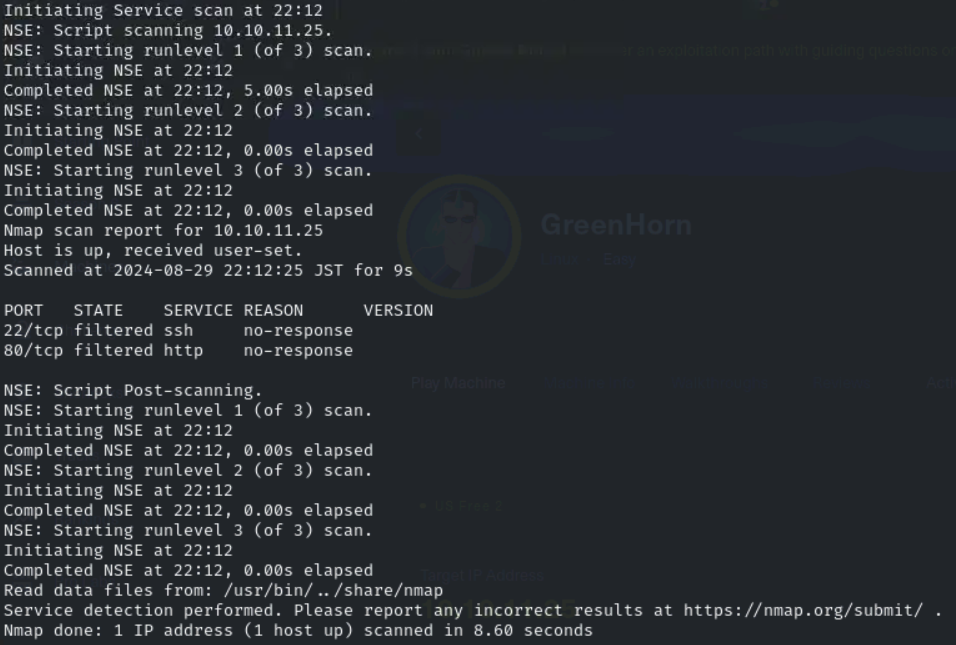 Initiating Service scan at 22:12
NSE: Script scanning 10.10.11.25.
NSE: Starting runlevel 1 (of 3) scan.
Initiating NSE at 22:12
Completed NSE at 22:12, 5.00s elapsed
NSE: Starting runlevel 2 (of 3) scan.
Initiating NSE at 22:12
Completed NSE at 22:12, 0.00s elapsed
NSE: Starting runlevel 3 (of 3) scan.
Initiating NSE at 22:12
Completed NSE at 22:12, 0.00s elapsed
Nmap scan report for 10.10.11.25
GreenHorn
Host is up, received user-set.
Easy
Scanned at 2024-08-29 22:12:25 JST for 9s
PORT STATE SERVICE REASON VERSION
22/tcp filtered ssh no-response
80/tcp filtered http no-response
Play Machine
NSE: Script Post-scanning.
NSE: Starting runlevel 1 (of 3) scan.
Initiating NSE at 22:12
Completed NSE at 22:12, 0.00s elapsed
NSE: Starting runlevel 2 (of 3) scan.
Initiating NSE at 22:12
US Free 2
Completed NSE at 22:12, 0.00s elapsed
NSE: Starting runlevel 3 (of 3) scan.
Initiating NSE at 22:12
Completed NSE at 22:12, 0.00s elapsed
Target IP Address
Read data files from: /usr/bin/../share/nmap
Service detection performed. Please report any incorrect results at https://nmap.org/submit/ .
Nmap done: 1 IP address (1 host up) scanned in 8.60 seconds